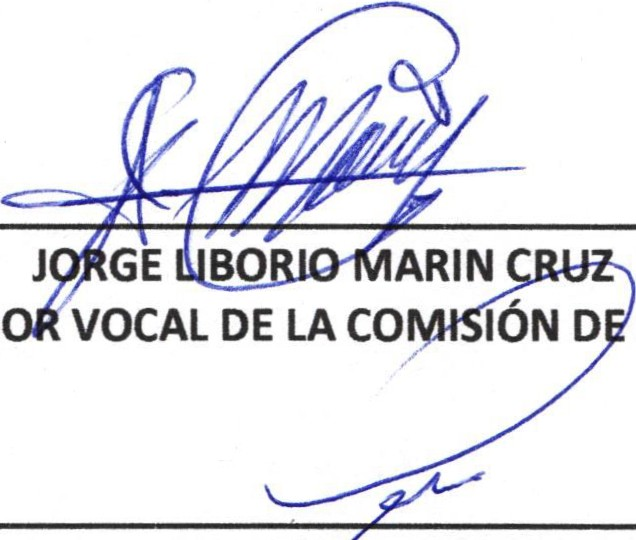 JORGE LIBORIO MARIN CRUZ
OR VOCAL DE LA COMISIÓN DE